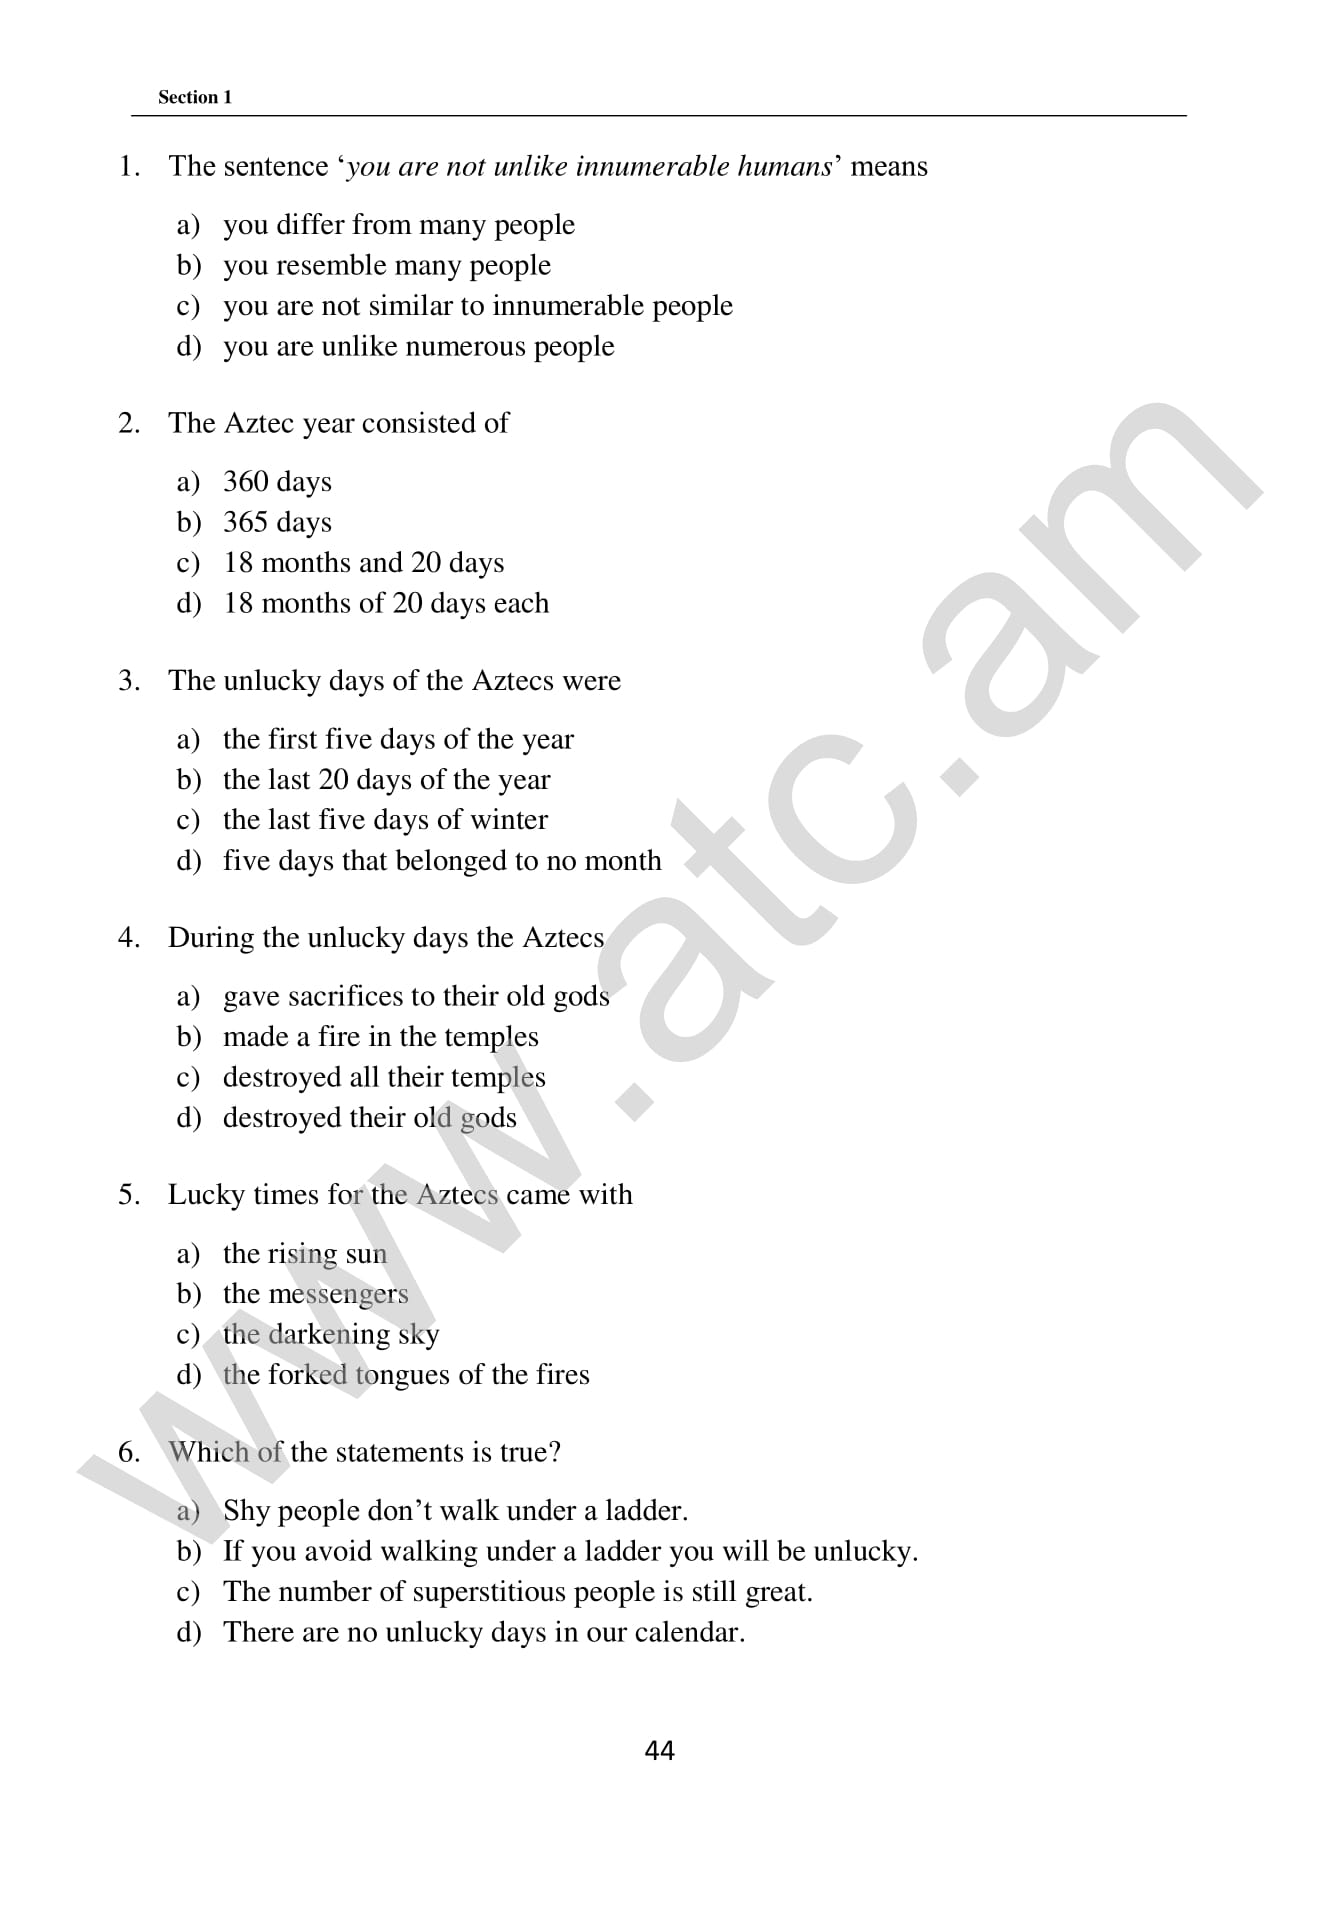 Section 1
1. The sentence ‘you are not unlike innumerable humans’ means
a) you differ from many people
b) you resemble many people
c) you are not similar to innumerable people
d) you are unlike numerous people
2. The Aztec year consisted of
a) 360 days
b) 365 days
c) 18 months and 20 days
d) 18 months of 20 days each
3. The unlucky days of the Aztecs were
a) the first five days of the year
b) the last 20 days of the year
c) the last five days of winter
d) five days that belonged to no month
4. During the unlucky days the Aztecs
a) gave sacrifices to their old gods
b) made a fire in the temples
c) destroyed all their temples
d) destroyed their old gods
5. Lucky times for the Aztecs came with
a) the rising sun
b) the messengers
c) the darkening sky
d) the forked tongues of the fires
6. Which of the statements is true?
a) Shy people don’t walk under a ladder.
b) If you avoid walking under a ladder you will be unlucky.
c) The number of superstitious people is still great.
d) There are no unlucky days in our calendar.
44
www.atc.am